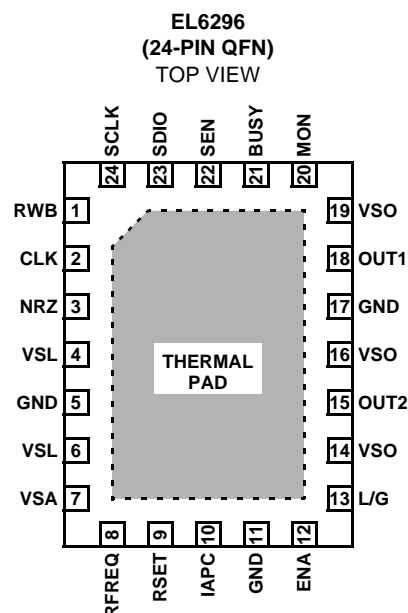 EL6296
(24-PIN QFN)
TOP VIEW
SCLK
SDIO
SEN
BUSY
MON
24
23
22
21
20
RWB 1
19 VSO
CLK 2
18 OUT1
NRZ 3
17 GND
VSL 4
16 VSO
THERMAL
PAD
GND 5
15 OUT2
VSL 6
14 VSO
VSA 7
13 L/G
8
9
10
11
12
RFREQ
RSET
IAPC
GND
ENA